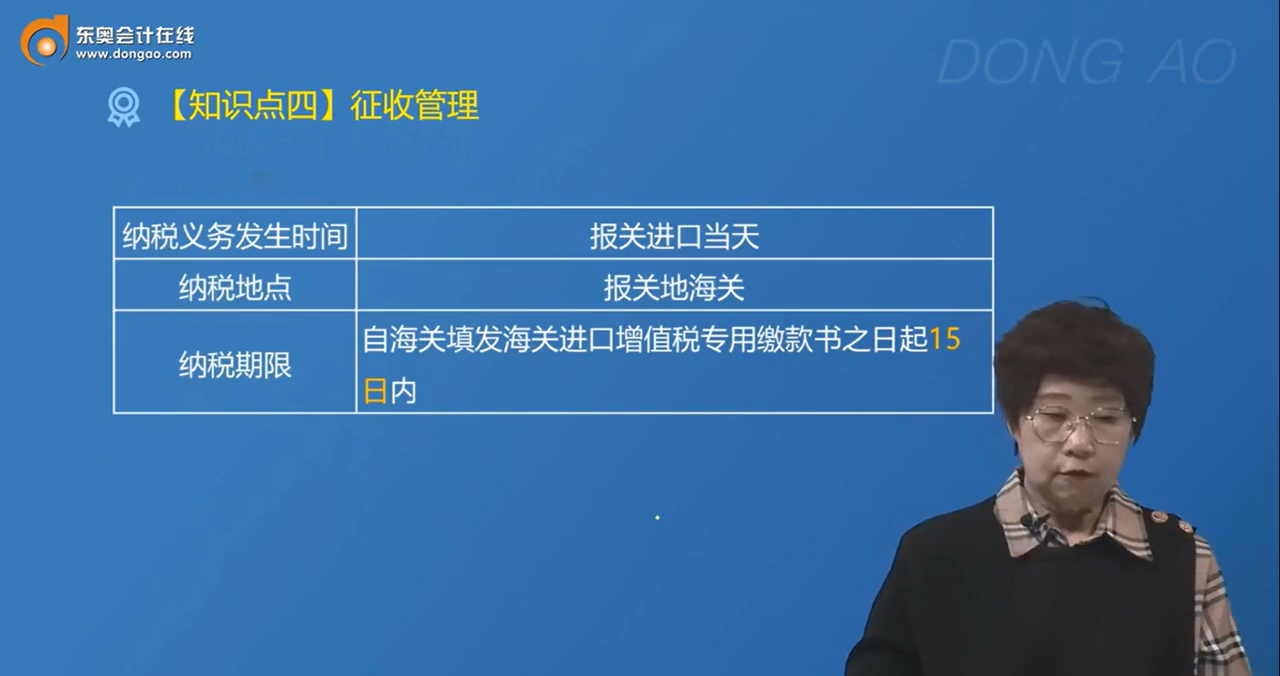 东奥会计在线
www.dongao.com
DONG AO
【知识点四】征收管理
纳税义务发生时间
报关进口当天
纳税地点
报关地海关
纳税期限
自海关填发海关进口增值税专用缴款书之日起15
日内